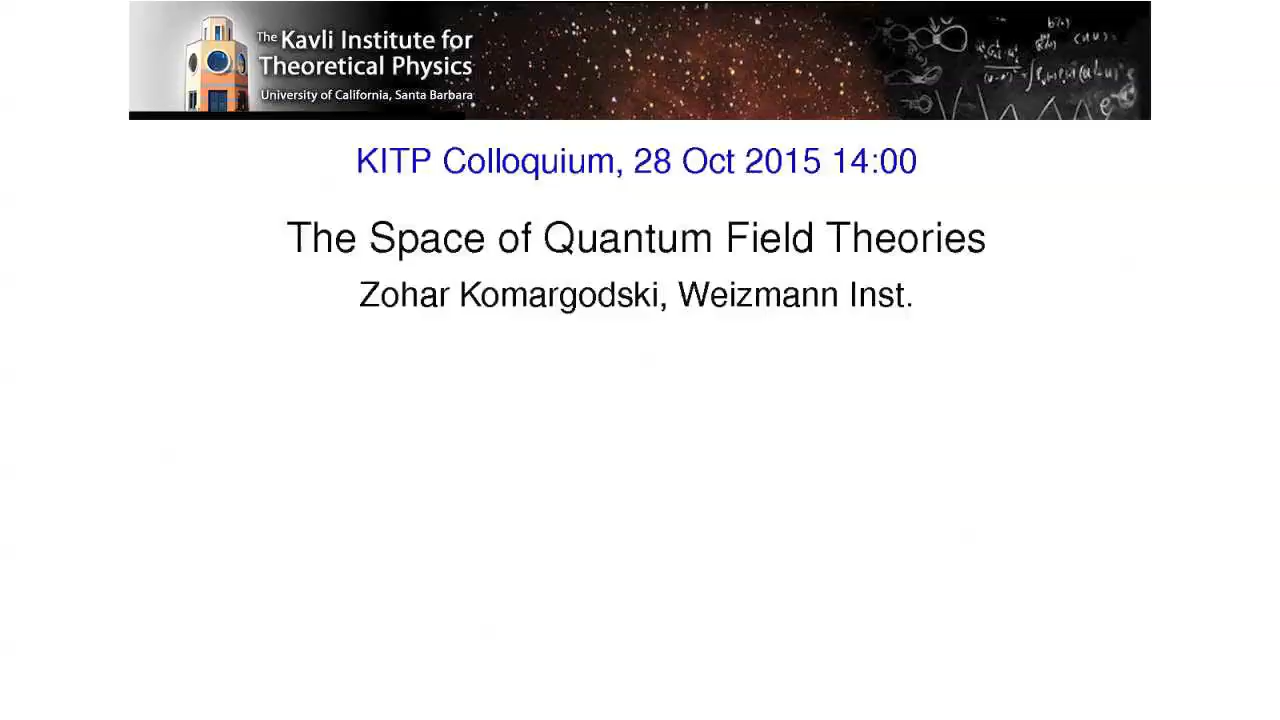 The Kavli Institute for
Theoretical Physics
University of California, Santa Barbara
KITP Colloquium, 28 Oct 2015 14:00
The Space of Quantum Field Theories
Zohar Komargodski, Weizmann Inst.